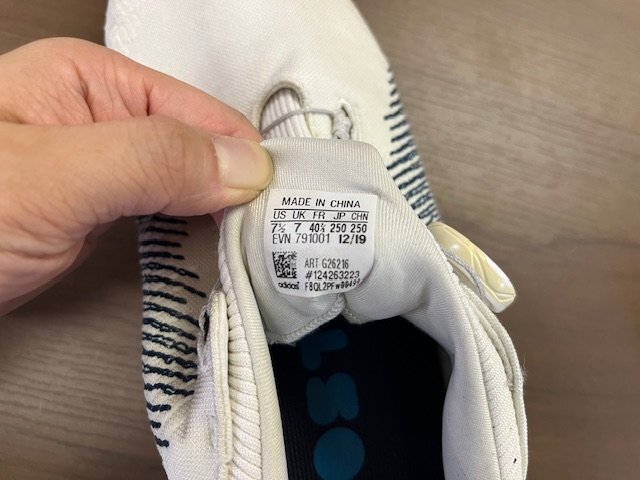 MADE IN CHINA
US UK FR JP CHN
7½ 7 40⅔ 250 250
EVN 791001 12/19
ART G26216
#124263223
adidas
OST